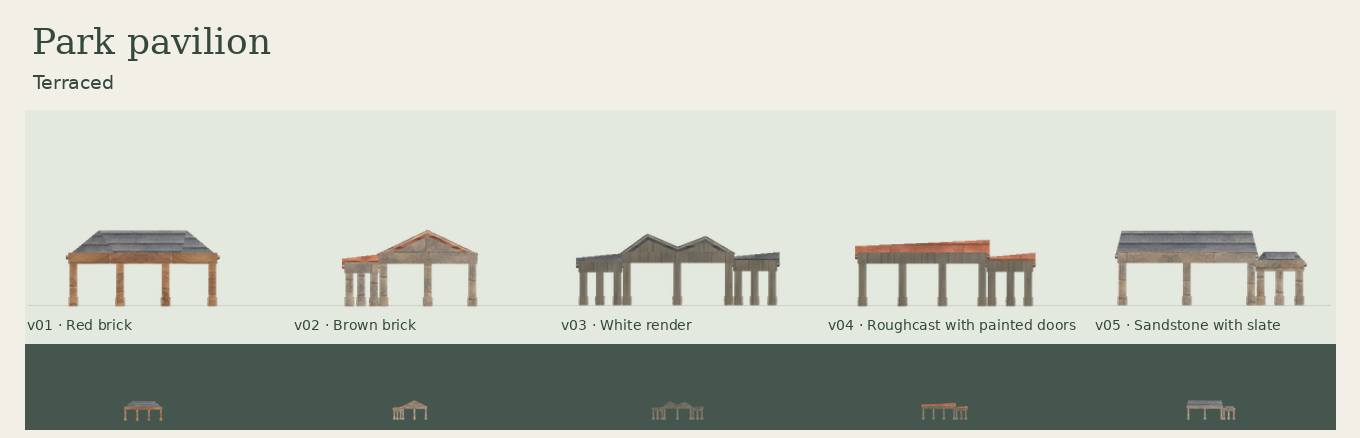 Park pavilion
Terraced
v01 · Red brick
v02 · Brown brick
v03 · White render
v04 · Roughcast with painted doors
v05 · Sandstone with slate